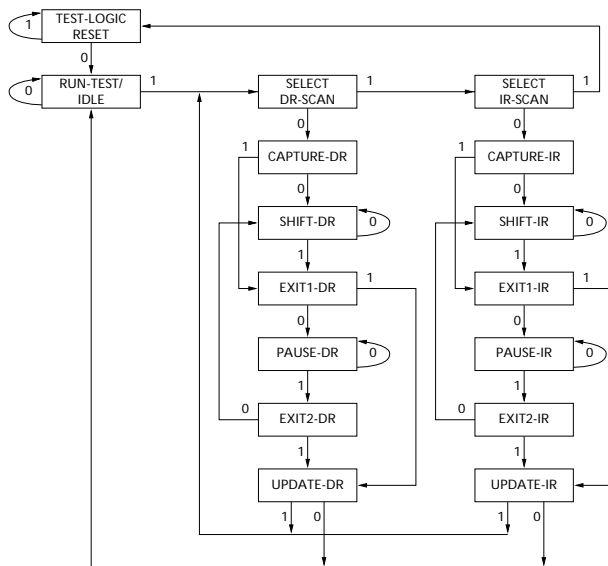 1
TEST-LOGIC
RESET
0
0
RUN-TEST/
IDLE
1
SELECT
DR-SCAN
1
SELECT
IR-SCAN
1
0
0
1
CAPTURE-DR
1
CAPTURE-IR
0
0
SHIFT-DR
0
SHIFT-IR
0
1
1
EXIT1-DR
1
EXIT1-IR
1
0
0
PAUSE-DR
0
PAUSE-IR
0
1
1
0
EXIT2-DR
0
EXIT2-IR
1
1
UPDATE-DR
UPDATE-IR
1
0
1
0